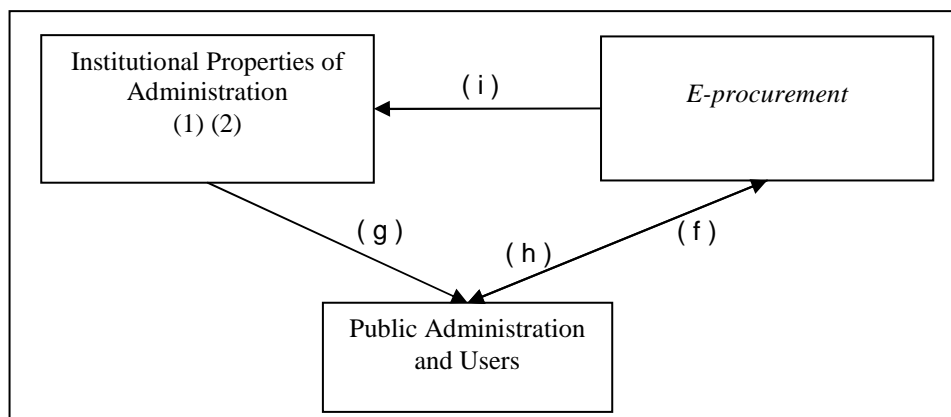 Institutional Properties of
Administration
(1) (2)
( i )
E-procurement
( g )
( h )
( f )
Public Administration
and Users